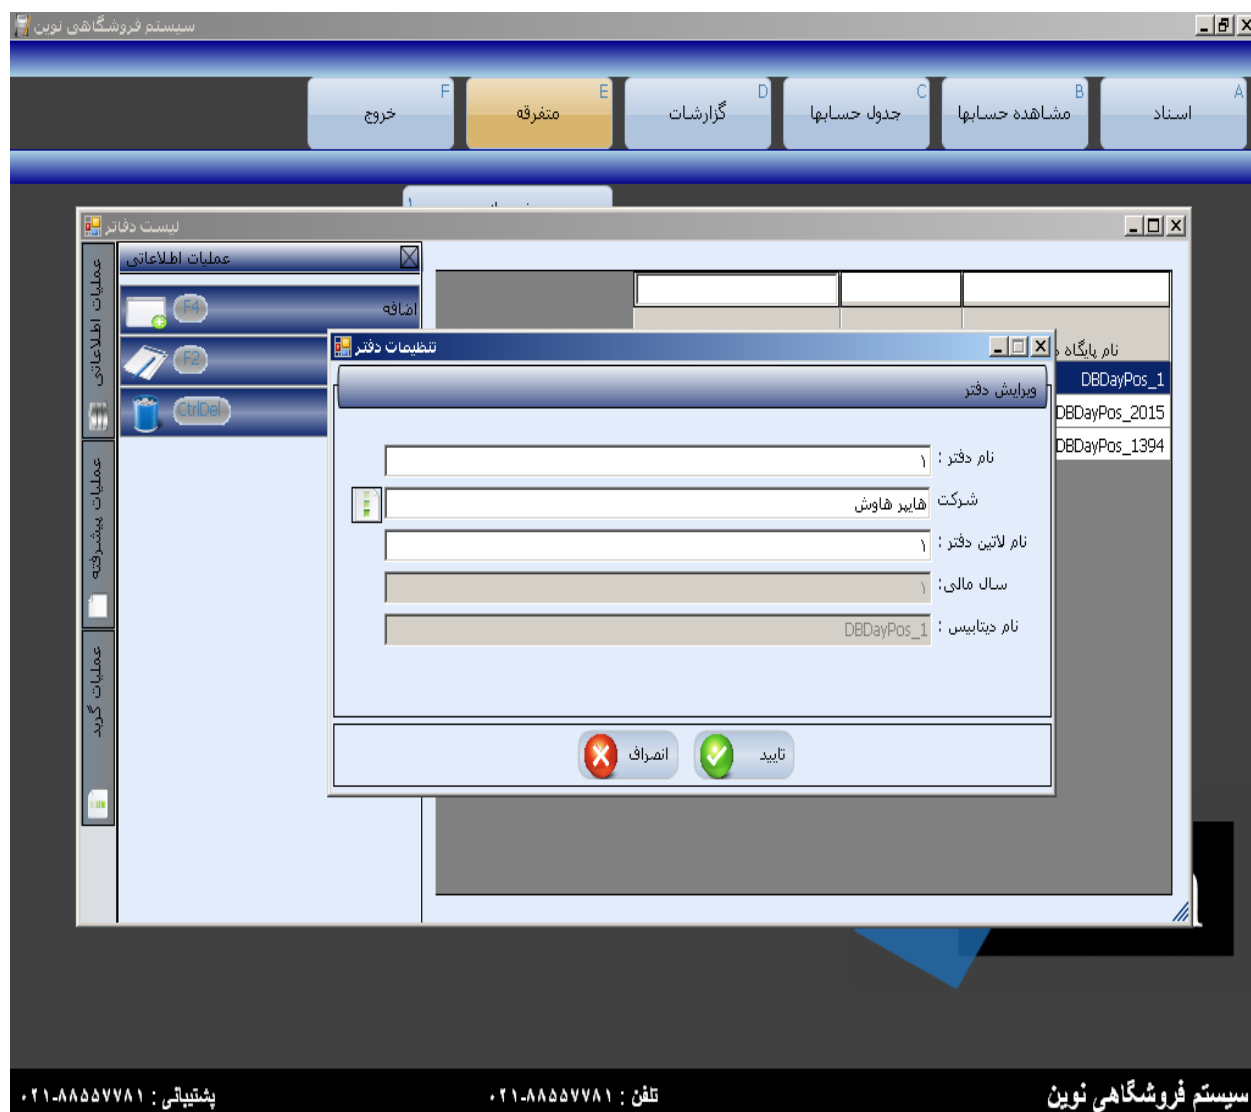 سیستم فروشگاهی نوین
A
اسناد
B
مشاهده حسابها
C
جدول حسابها
D
گزارشات
E
متفرقه
F
خروج
۱
لیست دفاتر
عملیات اطلاعاتی
عملیات پیشرفته
عملیات گرید
عملیات اطلاعاتی
اضافه F4
F2
CtrlDel
نام پایگاه
DBDayPos_1
DBDayPos_2015
DBDayPos_1394
تنظیمات دفتر
ویرایش دفتر
نام دفتر : ۱
شرکت هایپر هاوش
نام لاتین دفتر : ۱
سال مالی: ۱
نام دیتابیس : DBDayPos_1
تایید
انصراف
سیستم فروشگاهی نوین
تلفن : ۰۲۱-۸۸۵۵۷۷۸۱
پشتیبانی : ۰۲۱-۸۸۵۵۷۷۸۱